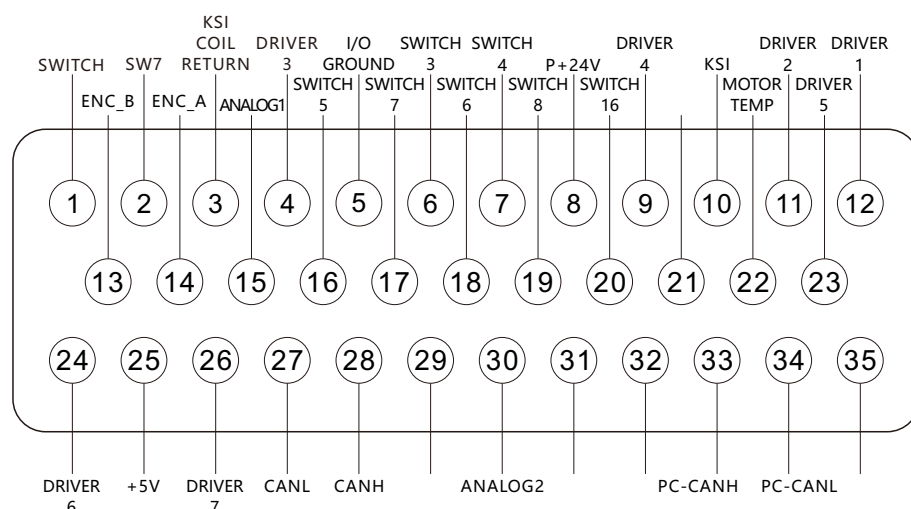 KSI
COIL DRIVER I/O SWITCH SWITCH DRIVER DRIVER DRIVER
SWITCH SW7 RETURN 3 GROUND 3 4 P+24V 4 KSI 2 1
ENC_B ENC_A ANALOG1 SWITCH SWITCH SWITCH SWITCH SWITCH MOTOR DRIVER
5 7 6 8 16 TEMP 5
1 2 3 4 5 6 7 8 9 10 11 12
13 14 15 16 17 18 19 20 21 22 23
24 25 26 27 28 29 30 31 32 33 34 35
DRIVER +5V DRIVER CANL CANH ANALOG2 PC-CANH PC-CANL
6 7